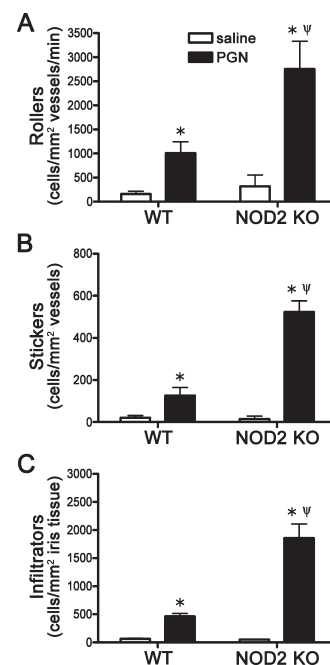 A
Rollers
(cells/mm² vessels/min)
3500
3000
2500
2000
1500
1000
500
0
saline
PGN
*
* ψ
WT
NOD2 KO
B
Stickers
(cells/mm² vessels)
800
600
400
200
0
*
* ψ
WT
NOD2 KO
C
Infiltrators
(cells/mm² iris tissue)
3000
2500
2000
1500
1000
500
0
*
* ψ
WT
NOD2 KO